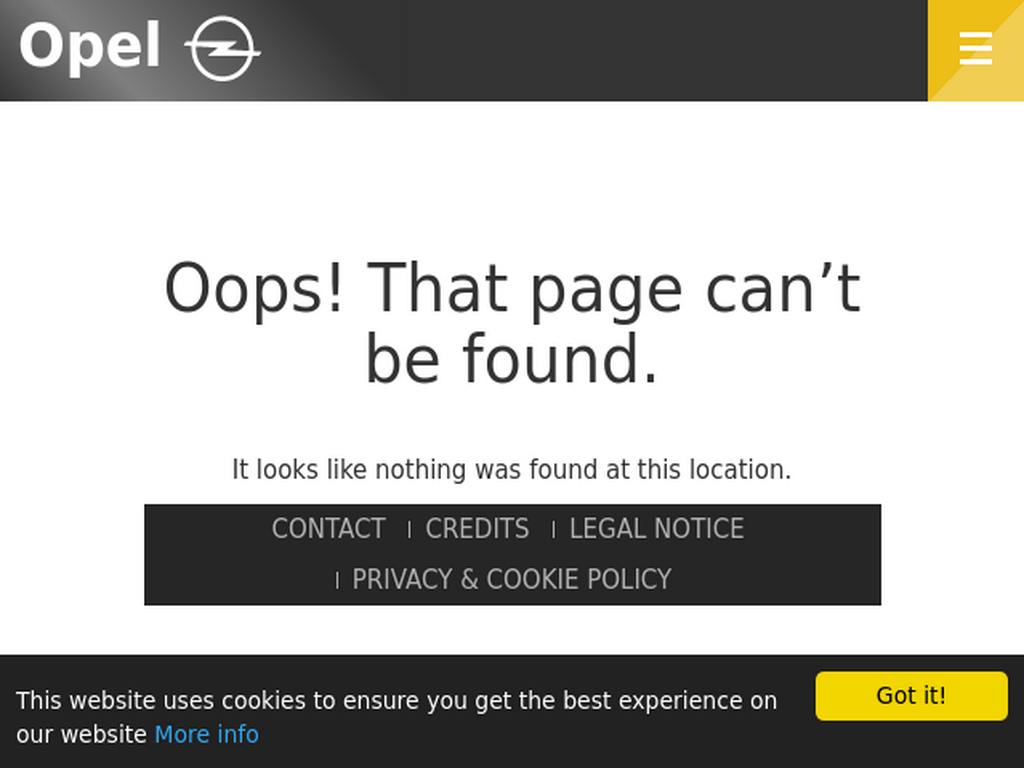 Opel
Oops! That page can’t
be found.
It looks like nothing was found at this location.
CONTACT | CREDITS | LEGAL NOTICE
| PRIVACY & COOKIE POLICY
This website uses cookies to ensure you get the best experience on
our website More info
Got it!